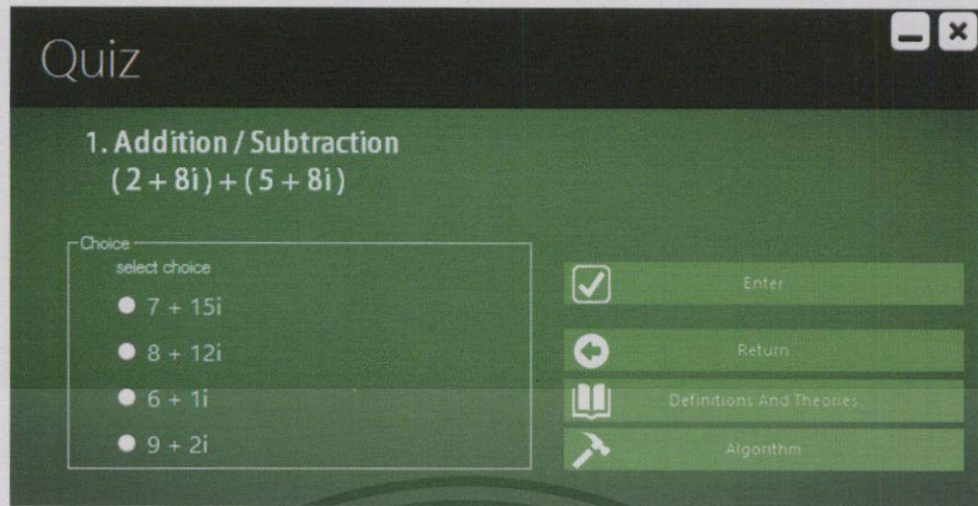 Quiz
1. Addition / Subtraction
( 2 + 8i ) + ( 5 + 8i )
Choice
select choice
7 + 15i
8 + 12i
6 + 1i
9 + 2i
Enter
Return
Definitions And Theories
Algorithm